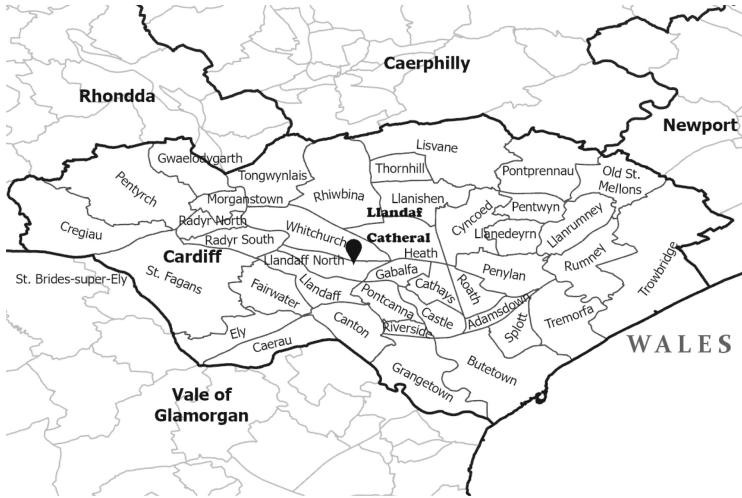 Caerphilly
Rhondda
Newport
Lisvane
Gwaelodygarth
Thornhill
Pontprennau
Old St.
Mellons
Tongwynlais
Pentyrch
Rhiwbina
Morganstown
Llanishen
Pentwyn
Llandaf
Cyncoed
Llanrumney
Radyr North
Cregiau
Whitchurch
Catheral
Llanedeyrn
Radyr South
Heath
Cardiff
Llandaff North
Rumney
Trowbridge
St. Brides-super-Ely
St. Fagans
Gabalfa
Penylan
Fairwater
Llandaff
Cathays
Roath
Pontcanna
Adamsdown
Castle
Splott
Tremorfa
Canton
Riverside
Ely
Caerau
WALES
Butetown
Grangetown
Vale of
Glamorgan